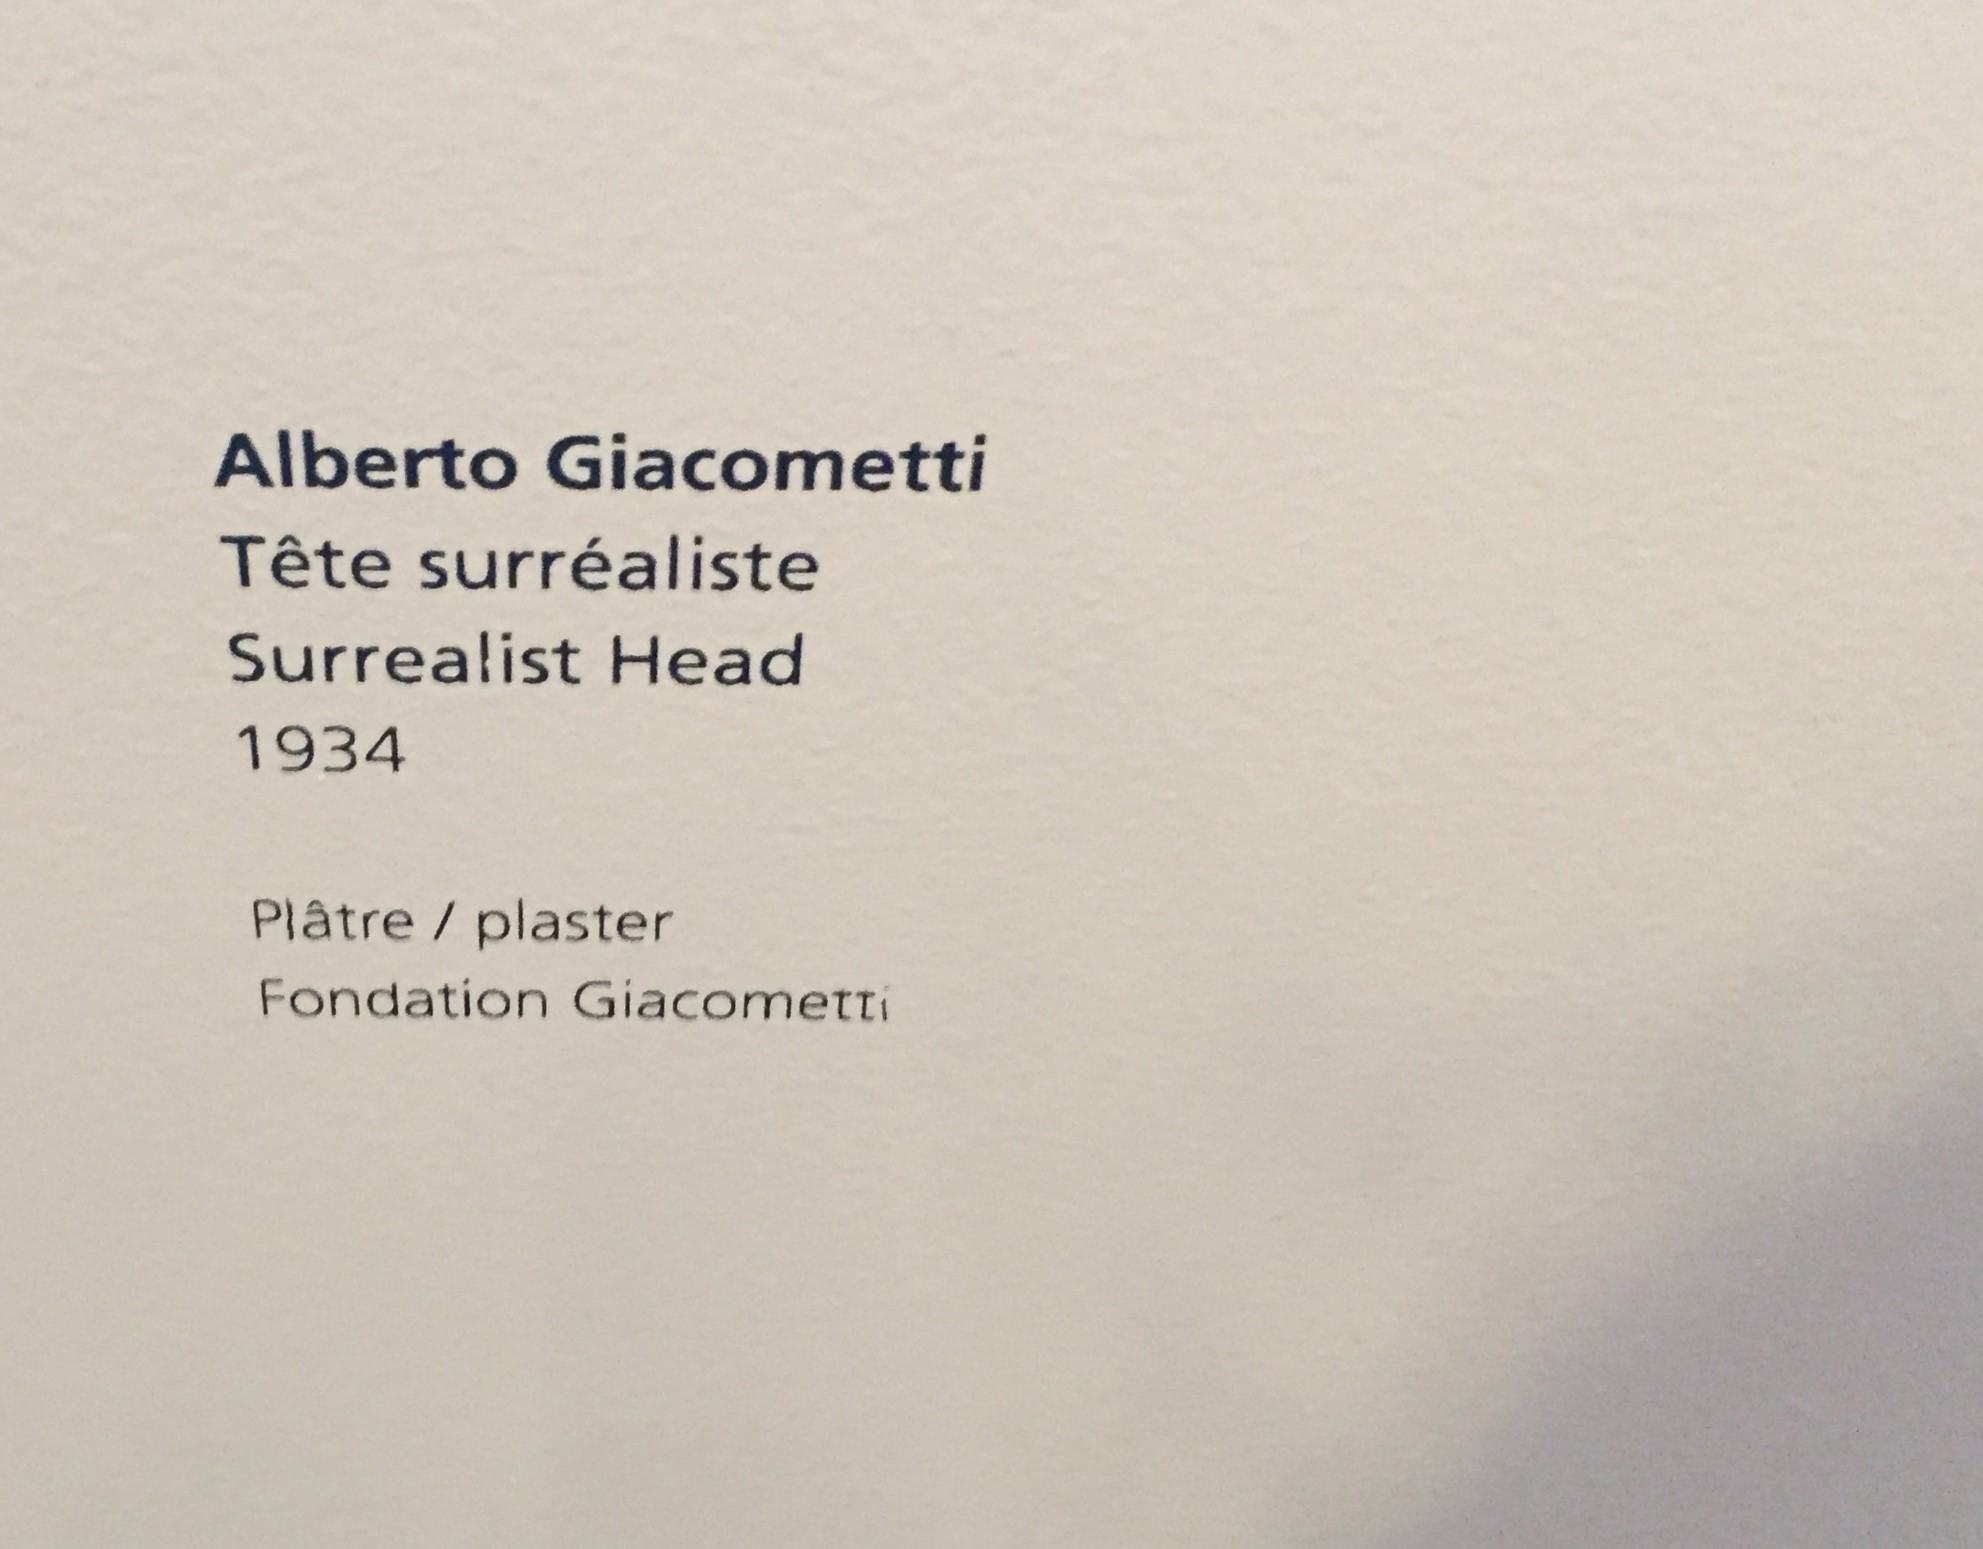 Alberto Giacometti
Tête surréaliste
Surrealist Head
1934
Plâtre / plaster
Fondation Giacometti